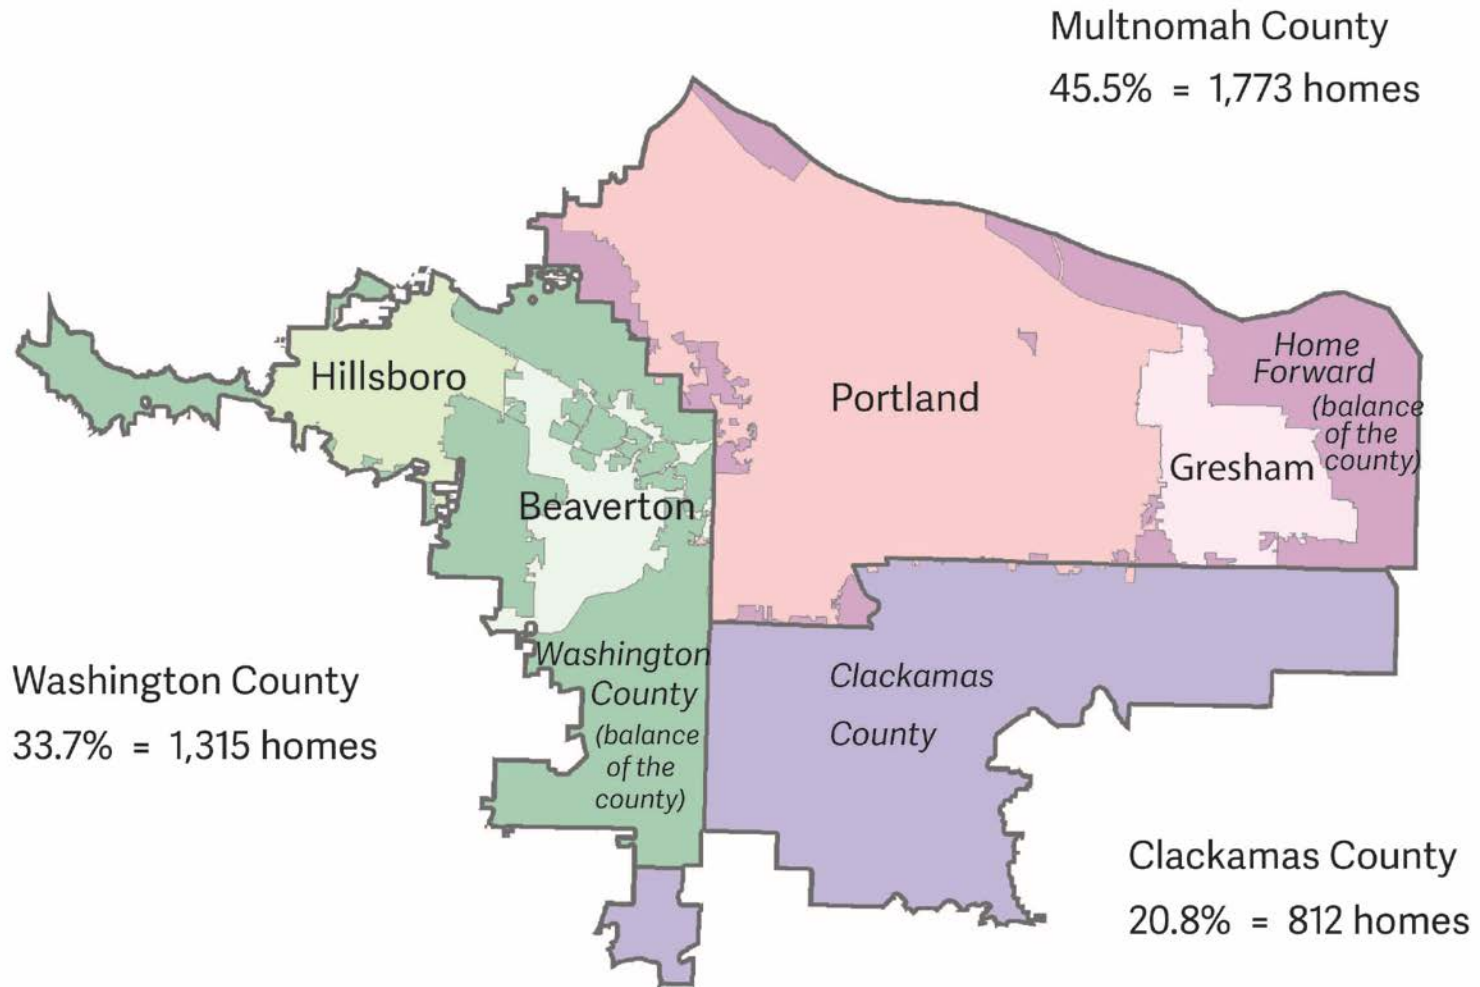 Multnomah County
45.5% = 1,773 homes
Hillsboro
Portland
Home
Forward
(balance
of the
county)
Gresham
Beaverton
Washington
County
(balance
of the
county)
Clackamas
County
Washington County
33.7% = 1,315 homes
Clackamas County
20.8% = 812 homes